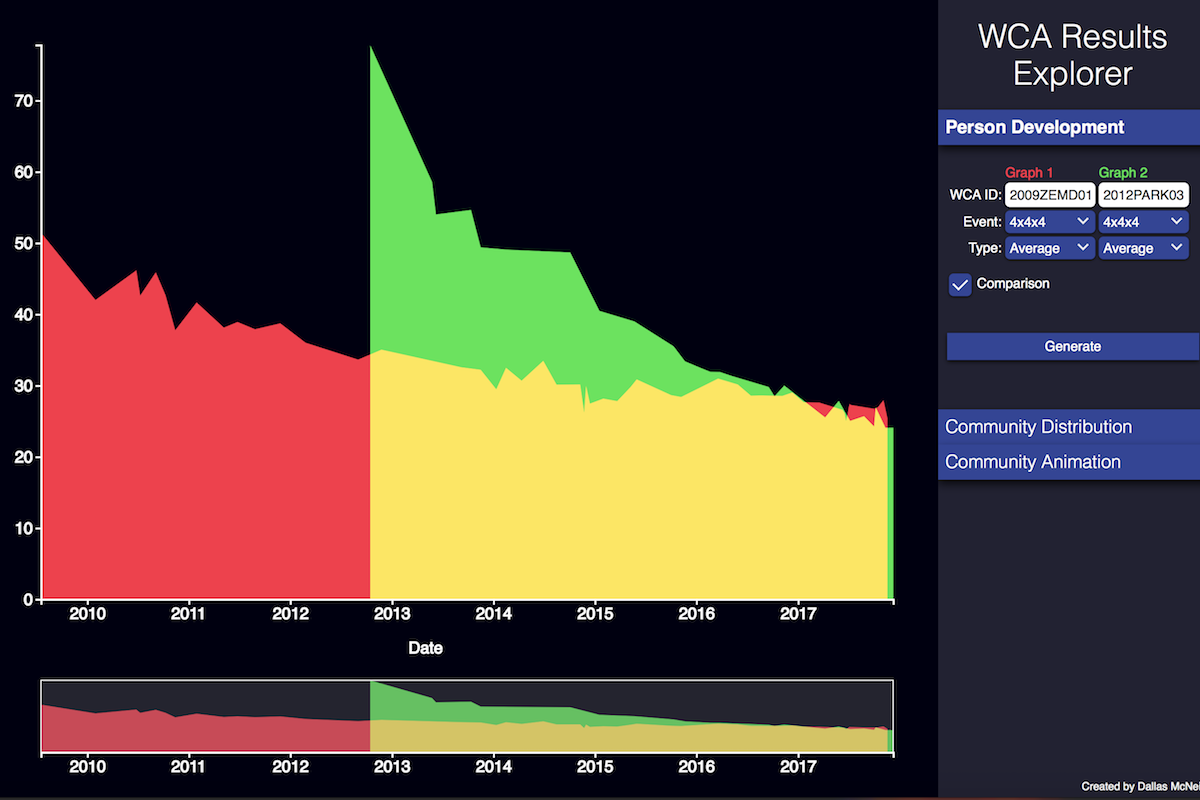 WCA Results
Explorer
Person Development
Graph 1 Graph 2
WCA ID: 2009ZEMD01 2012PARK03
Event: 4x4x4 4x4x4
Type: Average Average
Comparison
Generate
Community Distribution
Community Animation
70
60
50
40
30
20
10
0
2010 2011 2012 2013 2014 2015 2016 2017
Date
2010 2011 2012 2013 2014 2015 2016 2017
Created by Dallas McNei